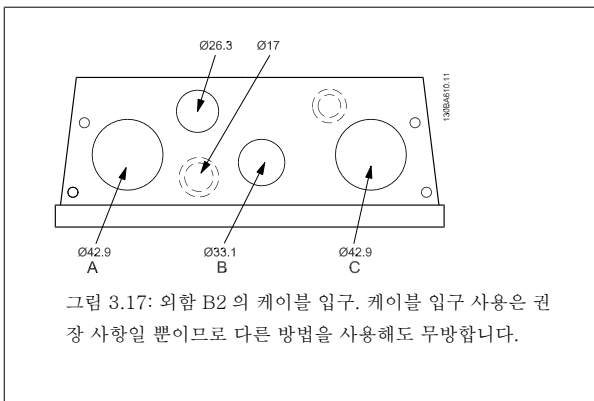 Ø26.3
Ø17
130BA610.11
Ø42.9
A
Ø33.1
B
Ø42.9
C
그림 3.17: 외함 B2 의 케이블 입구. 케이블 입구 사용은 권
장 사항일 뿐이므로 다른 방법을 사용해도 무방합니다.